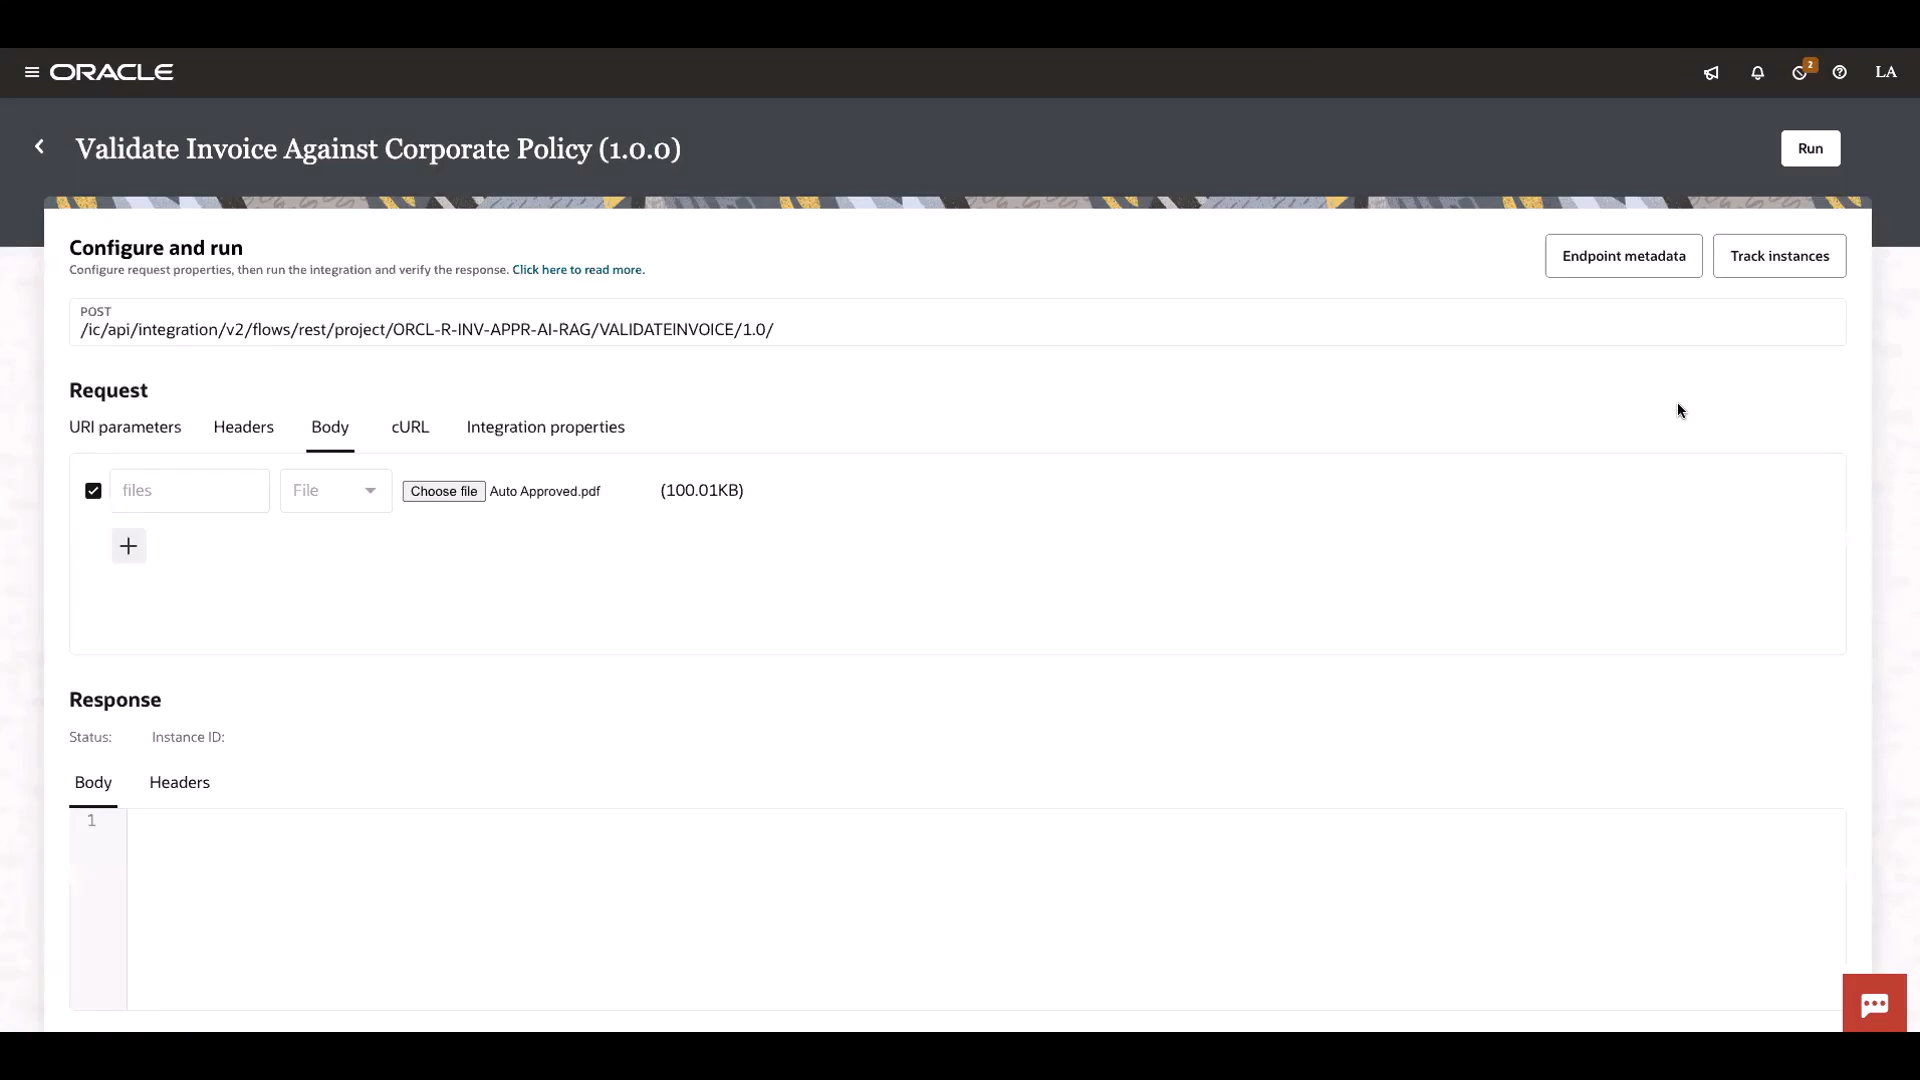 ORACLE
2
LA
Validate Invoice Against Corporate Policy (1.0.0)
Run
Configure and run
Configure request properties, then run the integration and verify the response. Click here to read more.
Endpoint metadata
Track instances
POST
/ic/api/integration/v2/flows/rest/project/ORCL-R-INV-APPR-AI-RAG/VALIDATEINVOICE/1.0/
Request
URI parameters
Headers
Body
cURL
Integration properties
files
File
Choose file
Auto Approved.pdf
(100.01KB)
Response
Status:
Instance ID:
Body
Headers
1